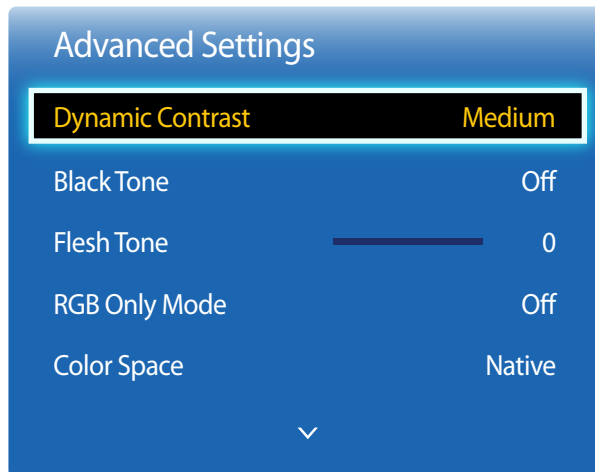 Advanced Settings
Dynamic Contrast Medium
Black Tone Off
Flesh Tone 0
RGB Only Mode Off
Color Space Native